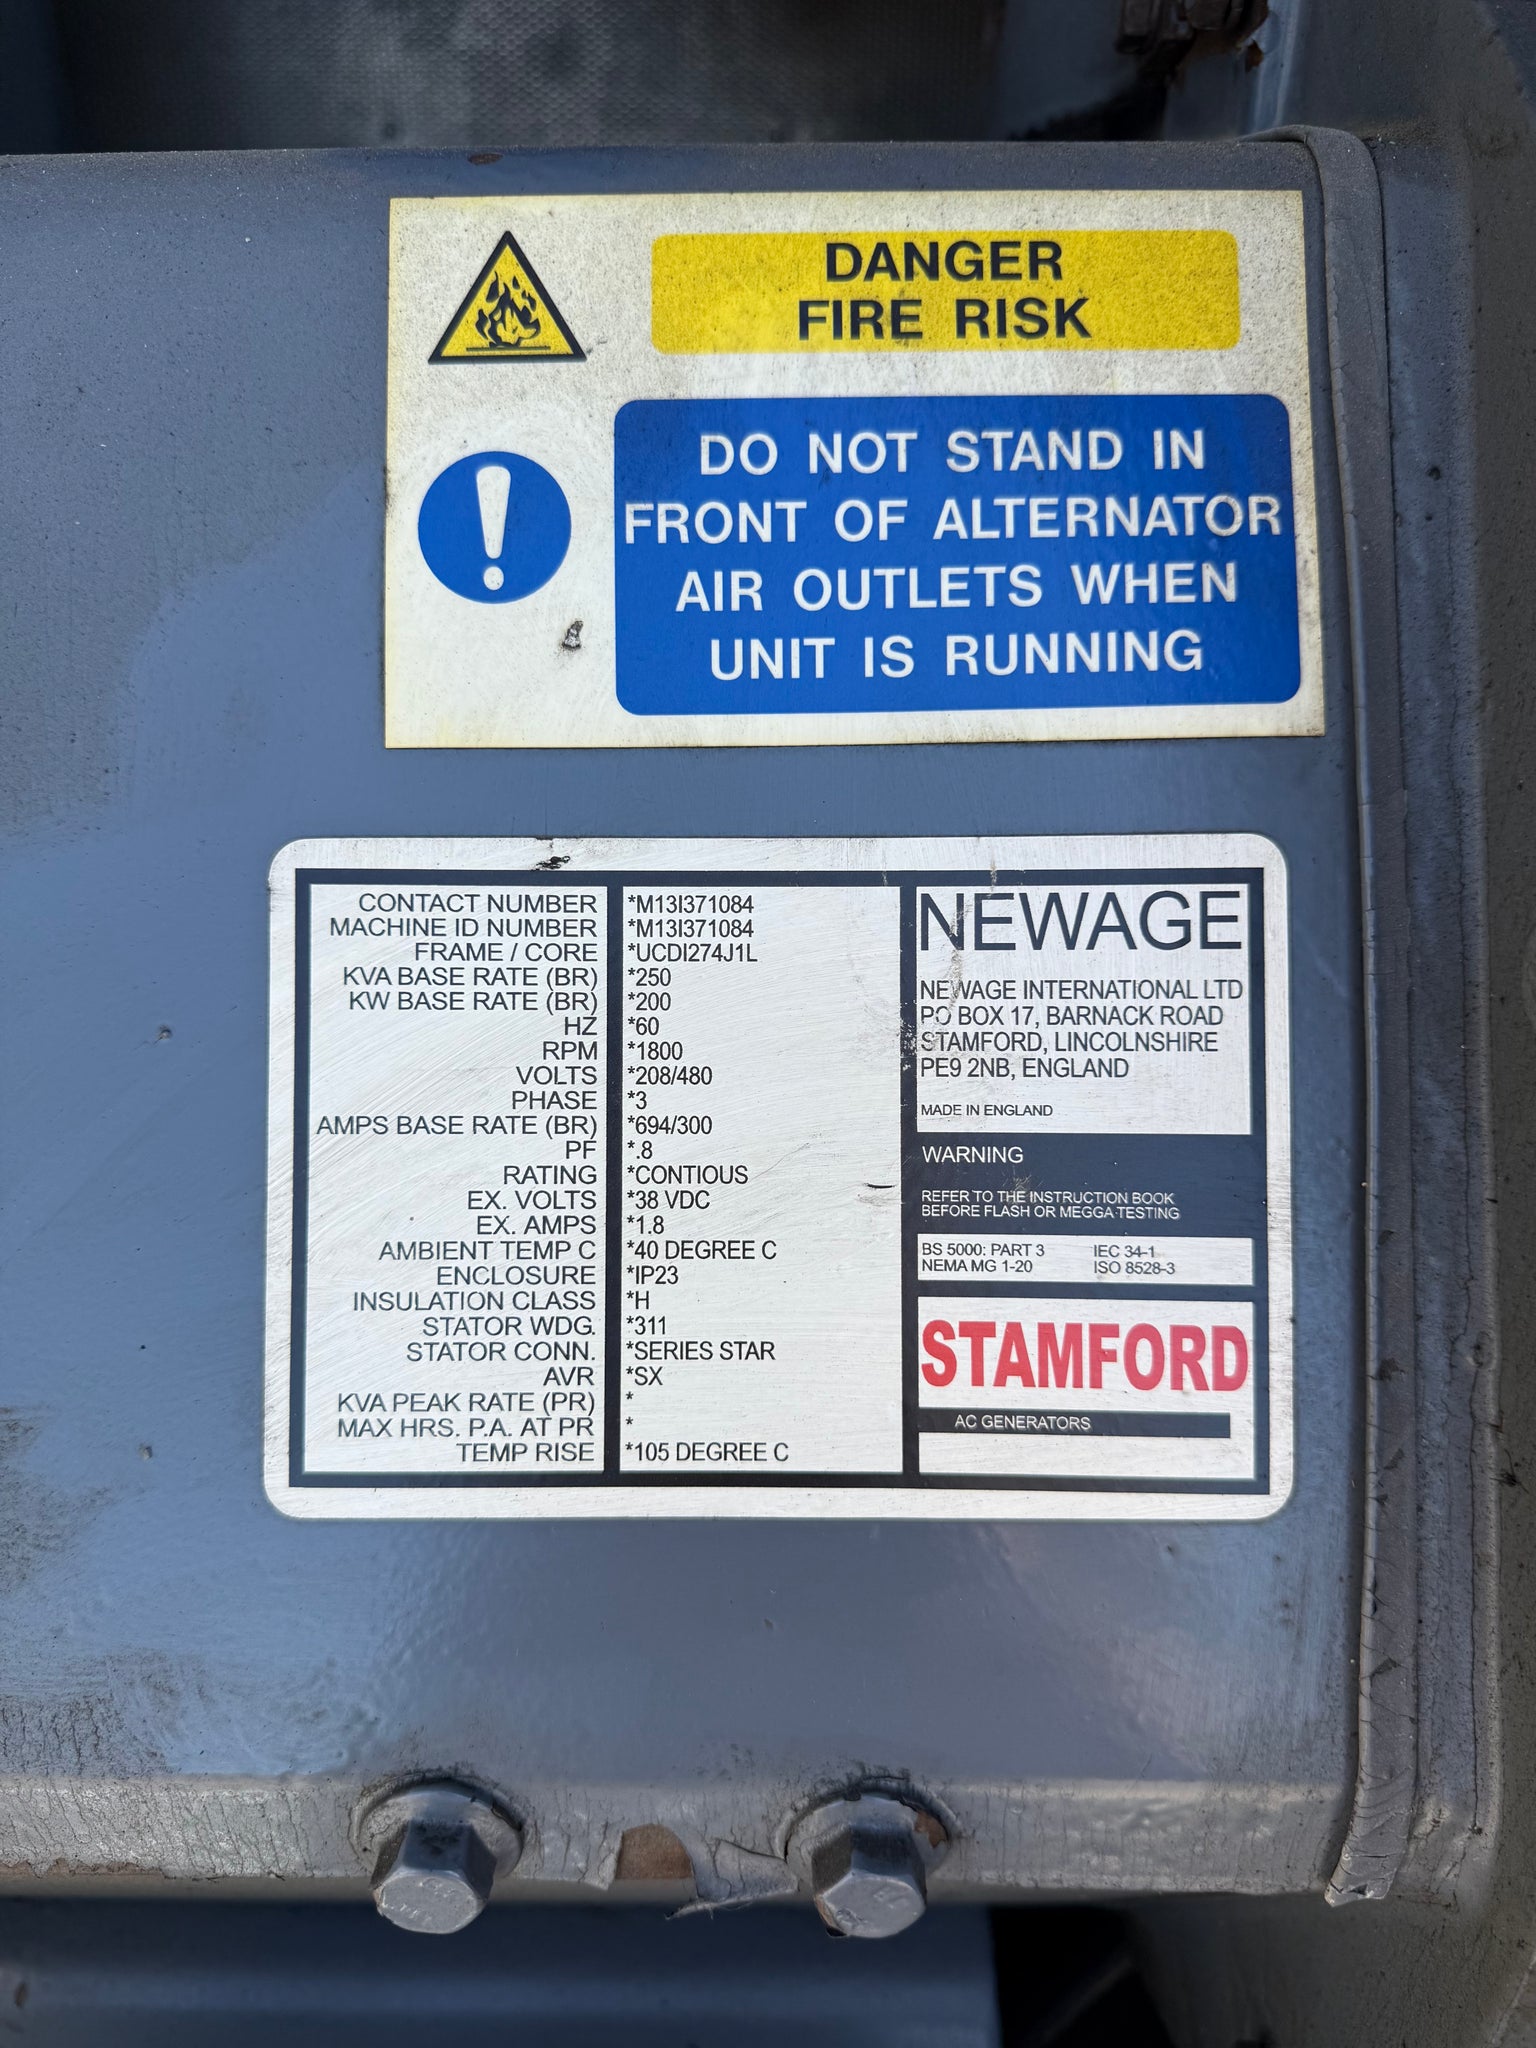 DANGER
FIRE RISK
DO NOT STAND IN
FRONT OF ALTERNATOR
AIR OUTLETS WHEN
UNIT IS RUNNING
CONTACT NUMBER *M13I371084
MACHINE ID NUMBER *M13I371084
FRAME / CORE *UCDI274J1L
KVA BASE RATE (BR) *250
KW BASE RATE (BR) *200
HZ *60
RPM *1800
VOLTS *208/480
PHASE *3
AMPS BASE RATE (BR) *694/300
PF *.8
RATING *CONTIOUS
EX. VOLTS *38 VDC
EX. AMPS *1.8
AMBIENT TEMP C *40 DEGREE C
ENCLOSURE *IP23
INSULATION CLASS *H
STATOR WDG. *311
STATOR CONN. *SERIES STAR
AVR *SX
KVA PEAK RATE (PR) *
MAX HRS. P.A. AT PR *
TEMP RISE *105 DEGREE C
NEWAGE
NEWAGE INTERNATIONAL LTD
PO BOX 17, BARNACK ROAD
STAMFORD, LINCOLNSHIRE
PE9 2NB, ENGLAND
MADE IN ENGLAND
WARNING
REFER TO THE INSTRUCTION BOOK
BEFORE FLASH OR MEGGA TESTING
BS 5000: PART 3 IEC 34-1
NEMA MG 1-20 ISO 8528-3
STAMFORD
AC GENERATORS